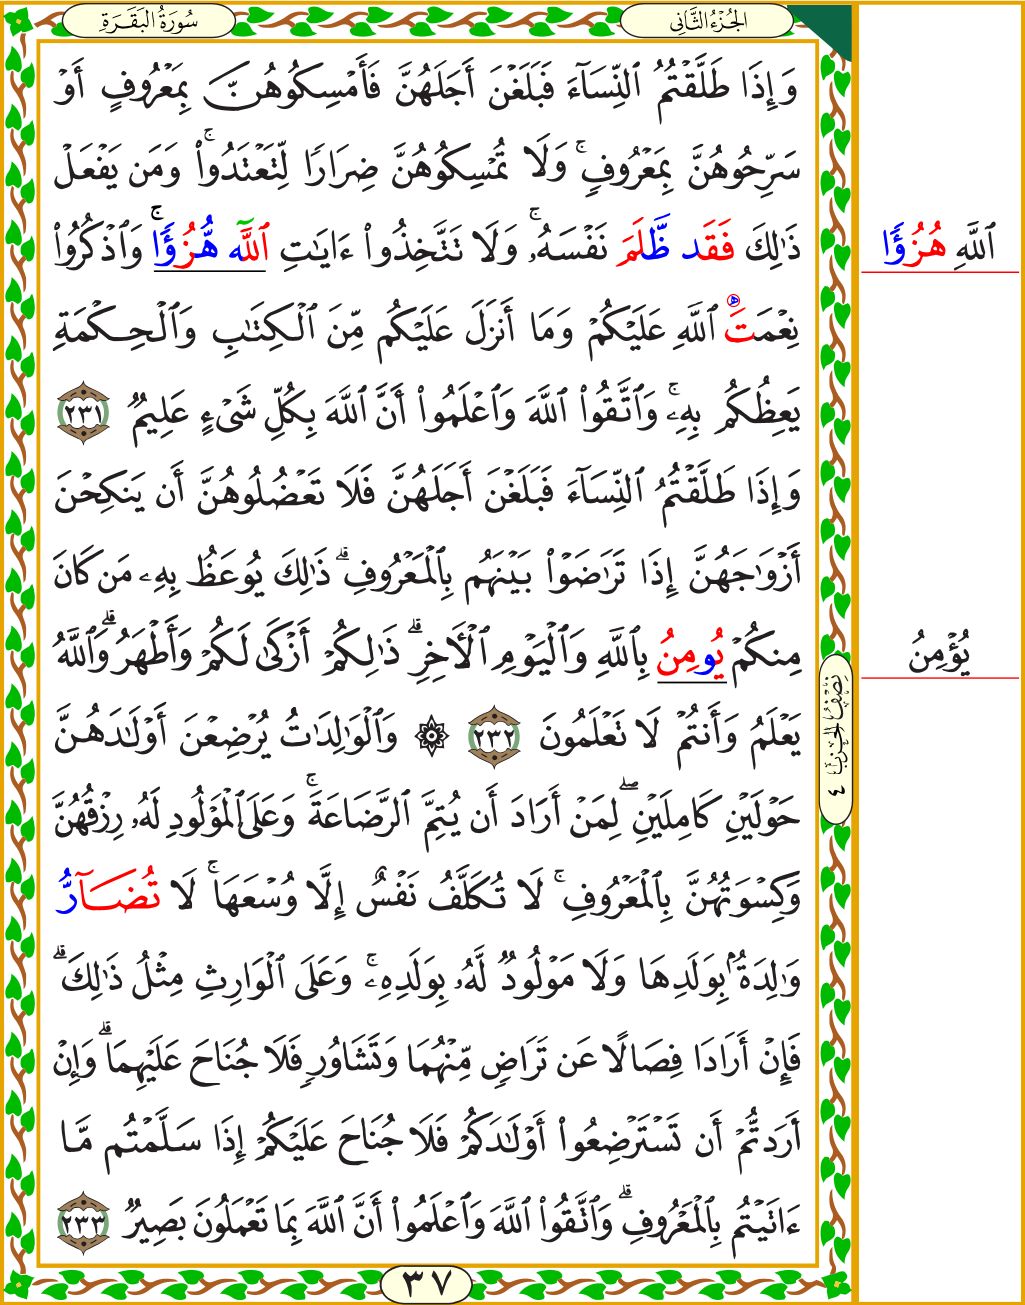 سُورَةُ البَقَرَةِ
الجُزْءُ الثَّانِي
وَإِذَا طَلَّقْتُمُ ٱلنِّسَآءَ فَبَلَغْنَ أَجَلَهُنَّ فَأَمْسِكُوهُنَّ بِمَعْرُوفٍ أَوْ
سَرِّحُوهُنَّ بِمَعْرُوفٍۚ وَلَا تُمْسِكُوهُنَّ ضِرَارًا لِّتَعْتَدُوا۟ۚ وَمَن يَفْعَلْ
ذَٰلِكَ فَقَد ظَّلَمَ نَفْسَهُۥۚ وَلَا تَتَّخِذُوٓا۟ ءَايَٰتِ ٱللَّه هُّزُؤًاۚ وَٱذْكُرُوا۟
نِعْمَتَ ٱللَّهِ عَلَيْكُمْ وَمَآ أَنزَلَ عَلَيْكُم مِّنَ ٱلْكِتَٰبِ وَٱلْحِكْمَةِ
يَعِظُكُم بِهِۦۚ وَٱتَّقُوا۟ ٱللَّهَ وَٱعْلَمُوٓا۟ أَنَّ ٱللَّهَ بِكُلِّ شَىْءٍ عَلِيمٌ ٢٣١
وَإِذَا طَلَّقْتُمُ ٱلنِّسَآءَ فَبَلَغْنَ أَجَلَهُنَّ فَلَا تَعْضُلُوهُنَّ أَن يَنكِحْنَ
أَزْوَٰجَهُنَّ إِذَا تَرَٰضَوْا۟ بَيْنَهُم بِٱلْمَعْرُوفِۗ ذَٰلِكَ يُوعَظُ بِهِۦ مَن كَانَ
مِنكُمْ يُومِنُ بِٱللَّهِ وَٱلْيَوْمِ ٱلْأَخِرِۗ ذَٰلِكُمْ أَزْكَىٰ لَكُمْ وَأَطْهَرُۗ وَٱللَّهُ
يَعْلَمُ وَأَنتُمْ لَا تَعْلَمُونَ ٢٣٢ ۞ وَٱلْوَٰلِدَٰتُ يُرْضِعْنَ أَوْلَٰدَهُنَّ
حَوْلَيْنِ كَامِلَيْنِۖ لِمَنْ أَرَادَ أَن يُتِمَّ ٱلرَّضَاعَةَۚ وَعَلَى ٱلْمَوْلُودِ لَهُۥ رِزْقُهُنَّ
وَكِسْوَتُهُنَّ بِٱلْمَعْرُوفِۚ لَا تُكَلَّفُ نَفْسٌ إِلَّا وُسْعَهَاۚ لَا تُضَآرُّ
وَٰلِدَةُۢ بِوَلَدِهَا وَلَا مَوْلُودٌ لَّهُۥ بِوَلَدِهِۦۚ وَعَلَى ٱلْوَارِثِ مِثْلُ ذَٰلِكَۗ
فَإِنْ أَرَادَا فِصَالًا عَن تَرَاضٍ مِّنْهُمَا وَتَشَاوُرٍ فَلَا جُنَاحَ عَلَيْهِمَاۗ وَإِنْ
أَرَدتُّمْ أَن تَسْتَرْضِعُوٓا۟ أَوْلَٰدَكُمْ فَلَا جُنَاحَ عَلَيْكُمْ إِذَا سَلَّمْتُم مَّآ
ءَاتَيْتُم بِٱلْمَعْرُوفِۗ وَٱتَّقُوا۟ ٱللَّهَ وَٱعْلَمُوٓا۟ أَنَّ ٱللَّهَ بِمَا تَعْمَلُونَ بَصِيرٌ ٢٣٣
٣٧
ٱللَّهِ هُزُؤًا
يُؤْمِنُ
نِصْفُ الحِزْبِ ٤